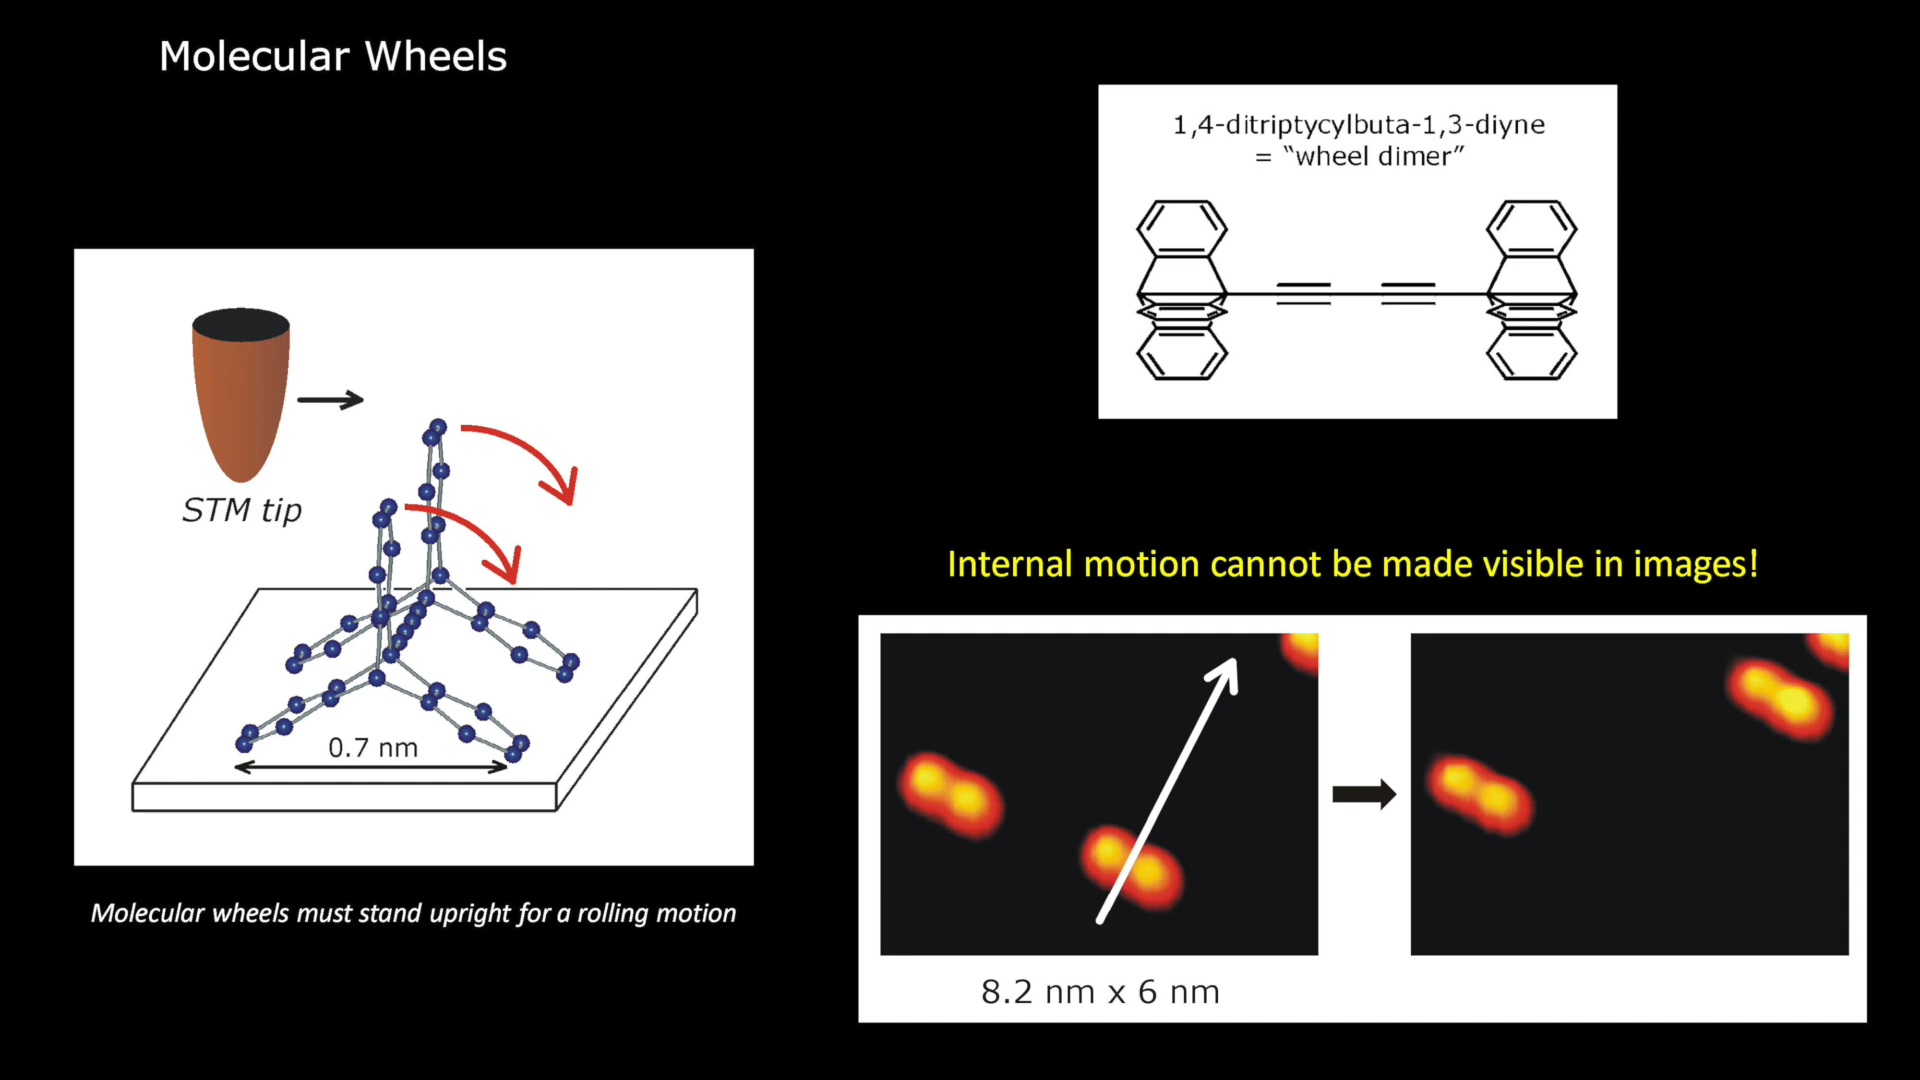 Molecular Wheels
1,4-ditriptycylbuta-1,3-diyne
= “wheel dimer”
STM tip
0.7 nm
Molecular wheels must stand upright for a rolling motion
Internal motion cannot be made visible in images!
8.2 nm x 6 nm